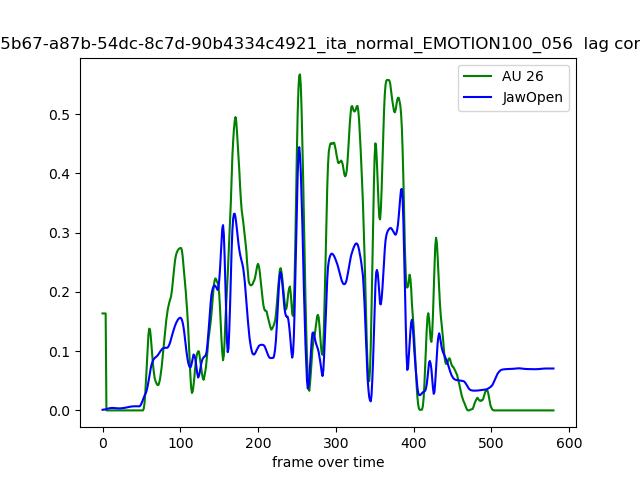 5b67-a87b-54dc-8c7d-90b4334c4921_ita_normal_EMOTION100_056 lag cor
AU 26
JawOpen
0.5
0.4
0.3
0.2
0.1
0.0
0 100 200 300 400 500 600
frame over time